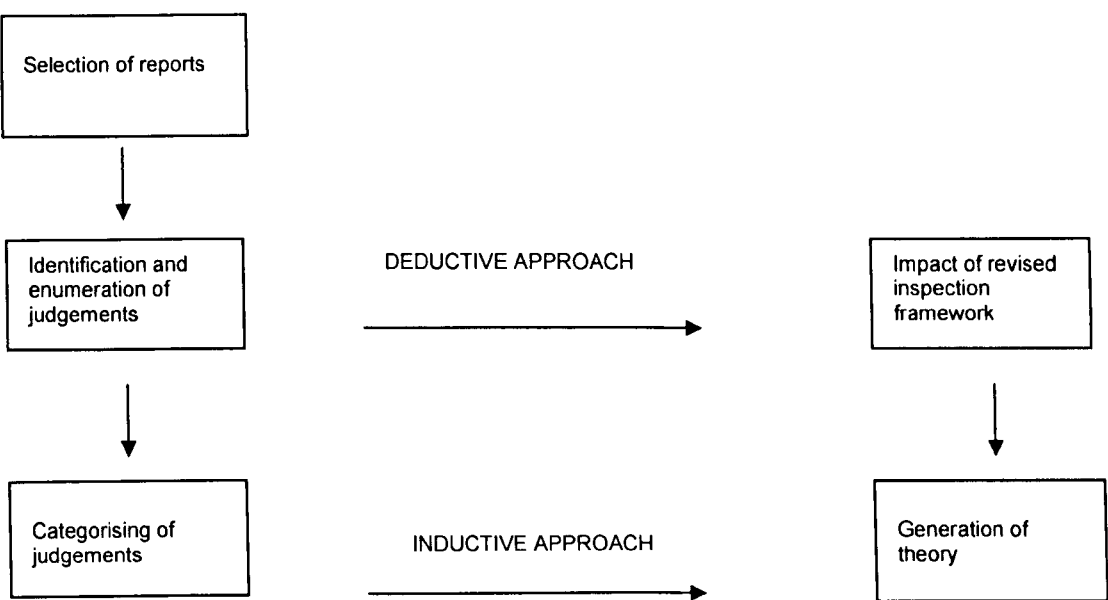 Selection of reports
Identification and
enumeration of
judgements
DEDUCTIVE APPROACH
Impact of revised
inspection
framework
Categorising of
judgements
INDUCTIVE APPROACH
Generation of
theory